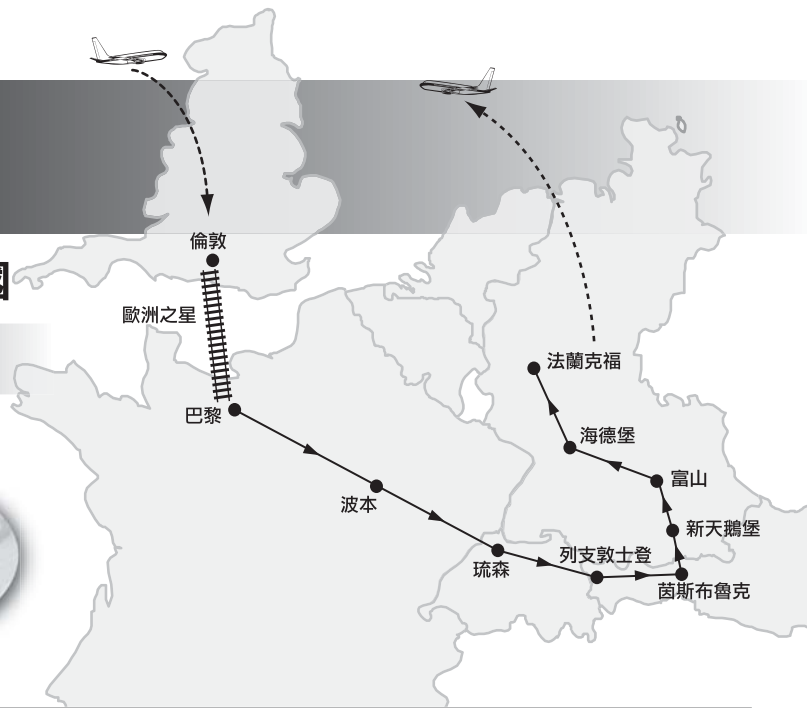 倫敦
歐洲之星
巴黎
波本
琉森
列支敦士登
茵斯布魯克
新天鵝堡
富山
海德堡
法蘭克福